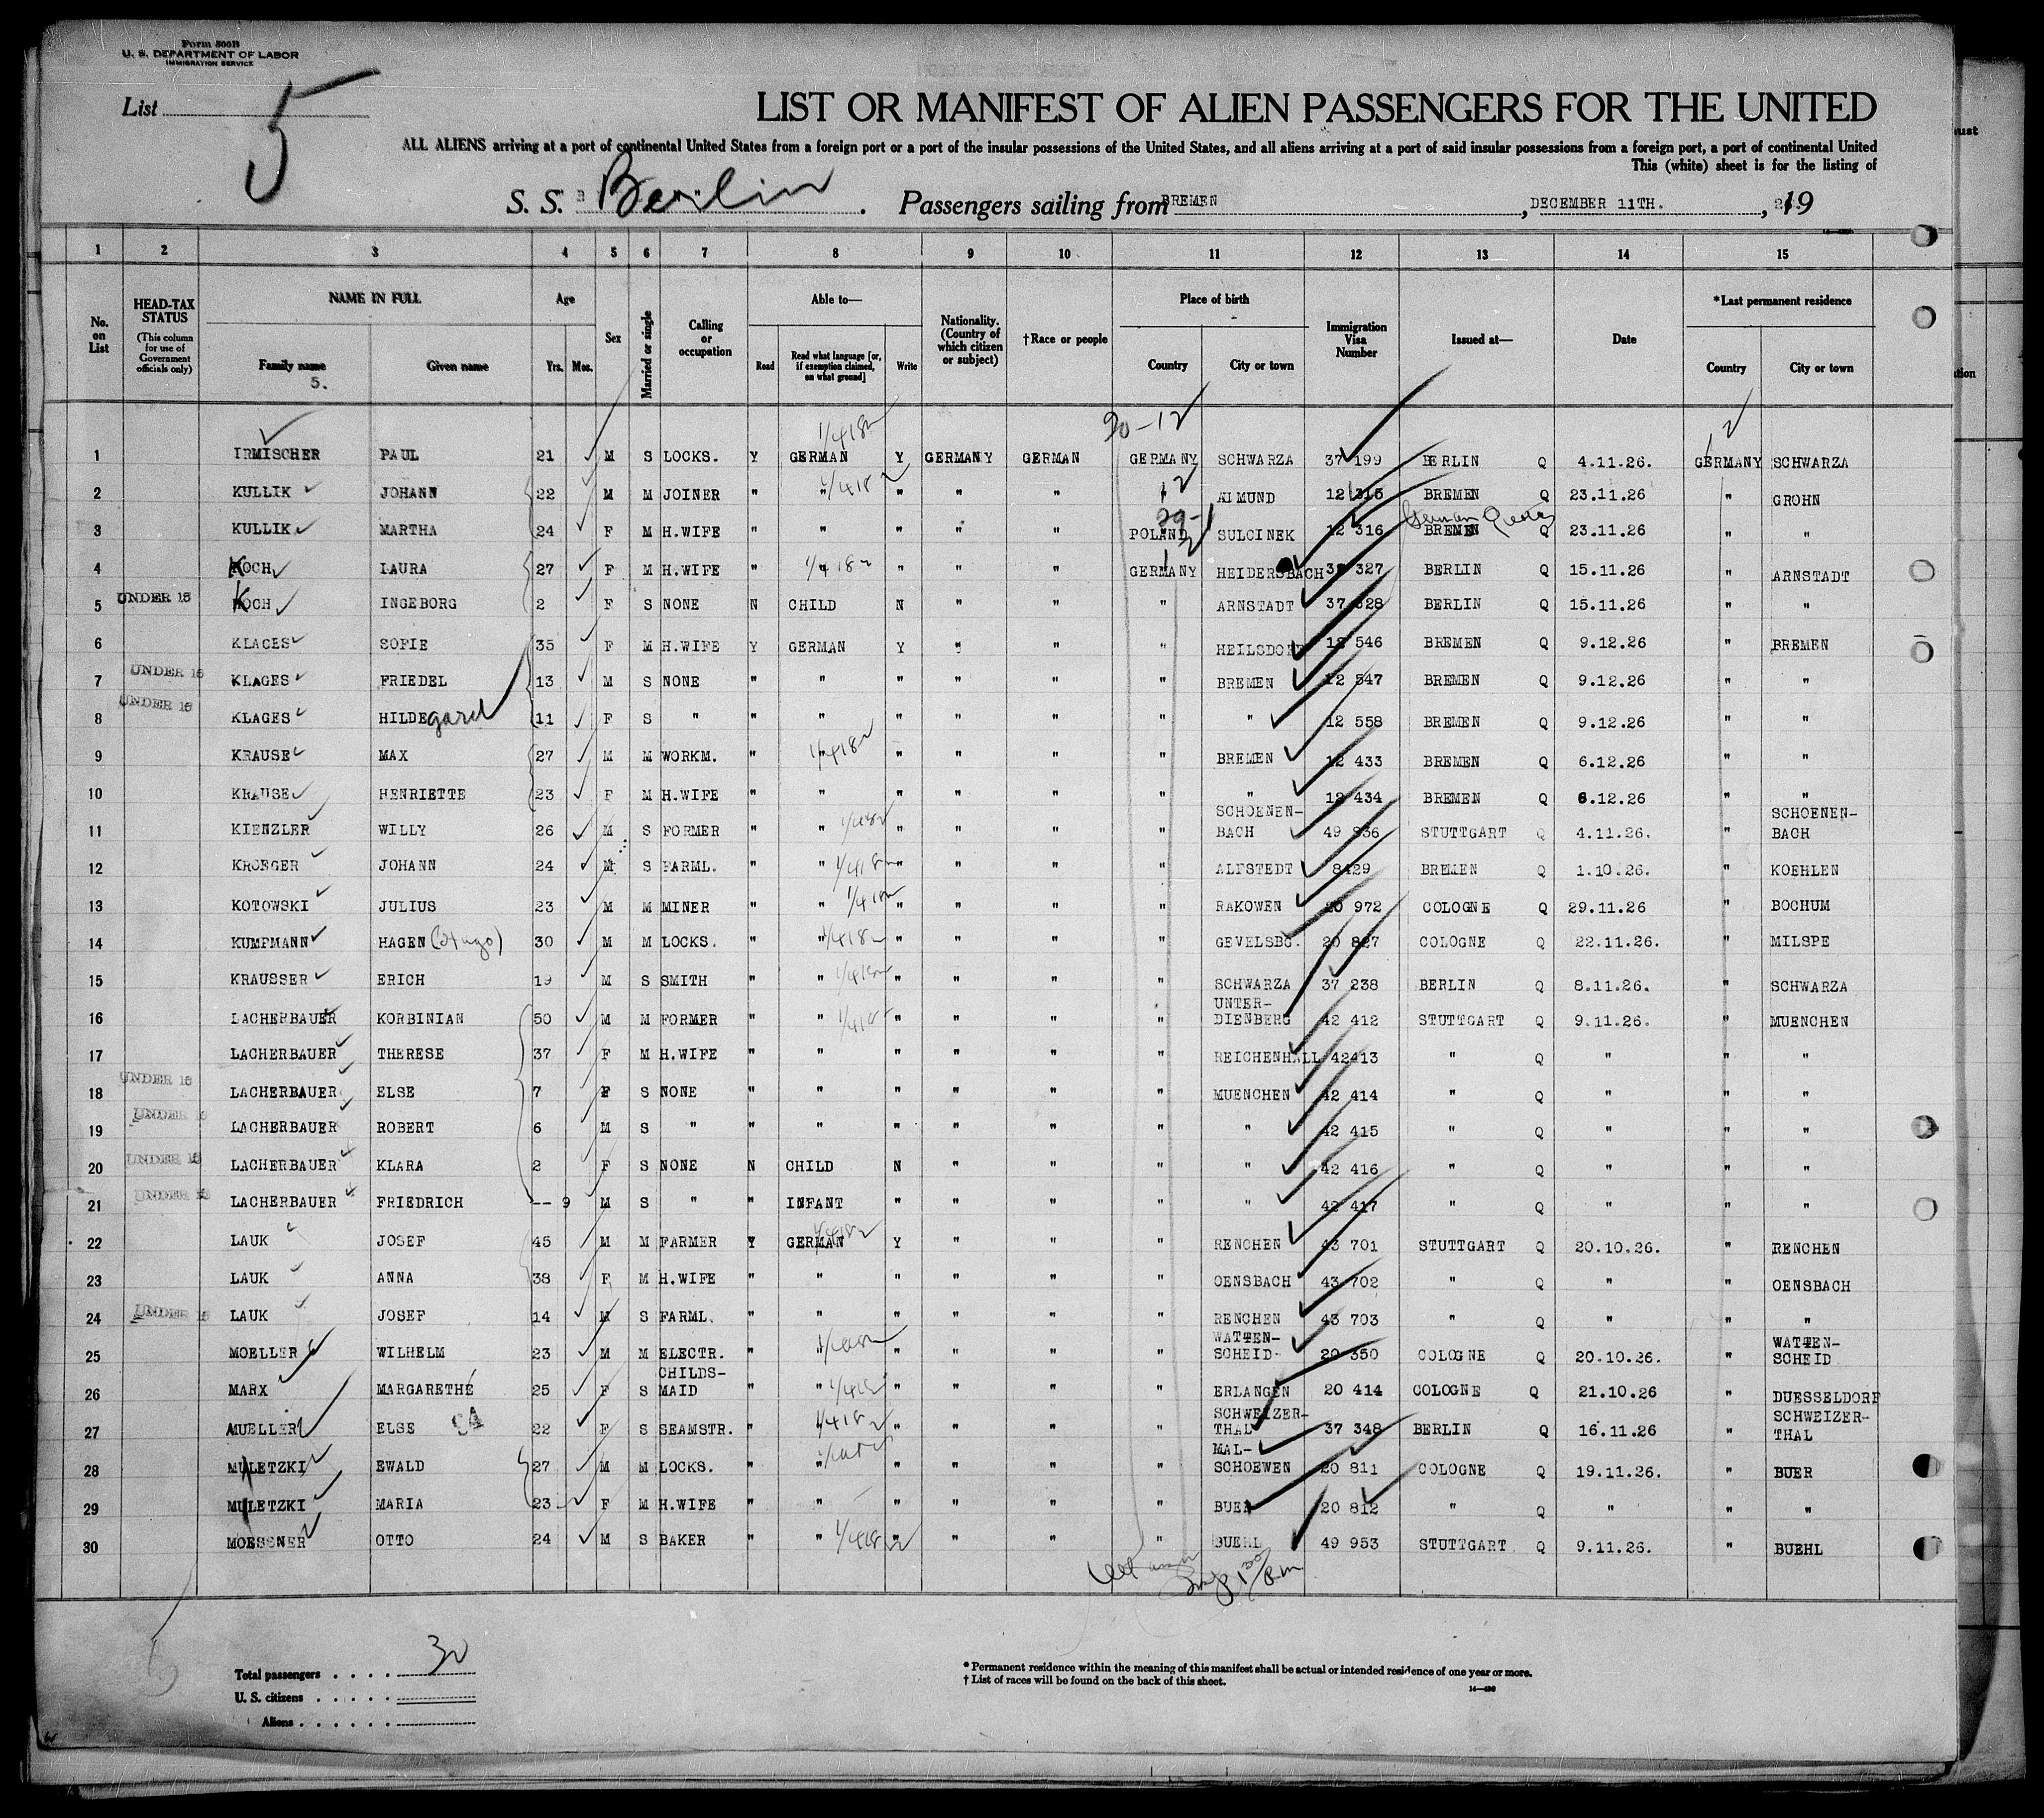 Form 500B
U. S. DEPARTMENT OF LABOR
IMMIGRATION SERVICE
List 5
LIST OR MANIFEST OF ALIEN PASSENGERS FOR THE UNITED
ALL ALIENS arriving at a port of continental United States from a foreign port or a port of the insular possessions of the United States, and all aliens arriving at a port of said insular possessions from a foreign port, a port of continental United
This (white) sheet is for the listing of
S. S. Berlin . Passengers sailing from BREMEN , DECEMBER 11TH. , 19
1 2 3 4 5 6 7 8 9 10 11 12 13 14 15
No. on List
HEAD-TAX STATUS (This column for use of Government officials only)
NAME IN FULL Family name Given name
5.
Age Yrs. Mos.
Sex
Married or single
Calling or occupation
Able to— Read Read what language [or, if exemption claimed, on what ground] Write
Nationality. (Country of which citizen or subject)
†Race or people
Place of birth Country City or town
Immigration Visa Number
Issued at—
Date
*Last permanent residence Country City or town
90-12
1 IRMISCHER PAUL 21 M S LOCKS. Y GERMAN Y GERMANY GERMAN GERMANY SCHWARZA 37 199 BERLIN Q 4.11.26. GERMANY SCHWARZA
2 KULLIK JOHANN 22 M M JOINER " " " " " " ALMUND 12 315 BREMEN Q 23.11.26 " GROHN
German Quota
3 KULLIK MARTHA 24 F M H.WIFE " " " " " POLAND SULCINEK 12 316 BREMEN Q 23.11.26 " "
4 KOCH LAURA 27 F M H.WIFE " " " " " GERMANY HEIDERSBACH 37 327 BERLIN Q 15.11.26 " ARNSTADT
5 UNDER 16 KOCH INGEBORG 2 F S NONE N CHILD N " " " ARNSTADT 37 328 BERLIN Q 15.11.26 " "
6 KLAGES SOFIE 35 F M H.WIFE Y GERMAN Y " " " HEILSDORF 12 546 BREMEN Q 9.12.26 " BREMEN
7 UNDER 16 KLAGES FRIEDEL 13 M S NONE " " " " " " BREMEN 12 547 BREMEN Q 9.12.26 " "
8 UNDER 16 KLAGES HILDEgard 11 F S " " " " " " " " 12 558 BREMEN Q 9.12.26 " "
9 KRAUSE MAX 27 M M WORKM. " " " " " " BREMEN 12 433 BREMEN Q 6.12.26 " "
10 KRAUSE HENRIETTE 23 F M H.WIFE " " " " " " " 12 434 BREMEN Q 6.12.26 " "
11 KIENZLER WILLY 26 M S FORMER " " " " " " SCHOENEN-BACH 49 936 STUTTGART Q 4.11.26. " SCHOENEN-BACH
12 KROEGER JOHANN 24 M S FARML. " " " " " " ALFSTEDT 8429 BREMEN Q 1.10.26. " KOEHLEN
13 KOTOWSKI JULIUS 23 M M MINER " " " " " " RAKOWEN 20 972 COLOGNE Q 29.11.26 " BOCHUM
14 KUMPMANN HAGEN (Hugo) 30 M M LOCKS. " " " " " " GEVELSBG. 20 827 COLOGNE Q 22.11.26. " MILSPE
15 KRAUSSER ERICH 19 M S SMITH " " " " " " SCHWARZA 37 238 BERLIN Q 8.11.26. " SCHWARZA
16 LACHERBAUER KORBINIAN 50 M M FORMER " " " " " " UNTER-DIENBERG 42 412 STUTTGART Q 9.11.26. " MUENCHEN
17 LACHERBAUER THERESE 37 F M H.WIFE " " " " " " REICHENHALL 42413 " Q " " "
18 UNDER 16 LACHERBAUER ELSE 7 F S NONE " " " " " " MUENCHEN 42 414 " Q " " "
19 UNDER 16 LACHERBAUER ROBERT 6 M S " " " " " " " " 42 415 " Q " " "
20 UNDER 16 LACHERBAUER KLARA 2 F S NONE N CHILD N " " " " 42 416 " Q " " "
21 UNDER 16 LACHERBAUER FRIEDRICH -- 9 M S " " INFANT " " " " " 42 417 " Q " " "
22 LAUK JOSEF 45 M M FARMER Y GERMAN Y " " " RENCHEN 43 701 STUTTGART Q 20.10.26. " RENCHEN
23 LAUK ANNA 38 F M H.WIFE " " " " " " OENSBACH 43 702 " Q " " OENSBACH
24 UNDER 16 LAUK JOSEF 14 M S FARML. " " " " " " RENCHEN 43 703 " Q " " "
25 MOELLER WILHELM 23 M M ELECTR. " " " " " " WATTEN-SCHEID 20 350 COLOGNE Q 20.10.26. " WATTEN-SCHEID
26 MARX MARGARETHE 25 F S CHILDS-MAID " " " " " " ERLANGEN 20 414 COLOGNE Q 21.10.26 " DUESSELDORF
27 MUELLER ELSE 22 F S SEAMSTR. " " " " " " SCHWEIZER-THAL 37 348 BERLIN Q 16.11.26 " SCHWEIZER-THAL
28 MULETZKI EWALD 27 M M LOCKS. " " " " " " MAL-SCHOEWEN 20 811 COLOGNE Q 19.11.26. " BUER
29 MULETZKI MARIA 23 F M H.WIFE " " " " " " BUER 20 812 " Q " " "
30 MOESSNER OTTO 24 M S BAKER " " " " " " BUEHL 49 953 STUTTGART Q 9.11.26. " BUEHL
Total passengers . . . . 30
U. S. citizens . . . . .
Aliens . . . . . .
* Permanent residence within the meaning of this manifest shall be actual or intended residence of one year or more.
† List of races will be found on the back of this sheet.